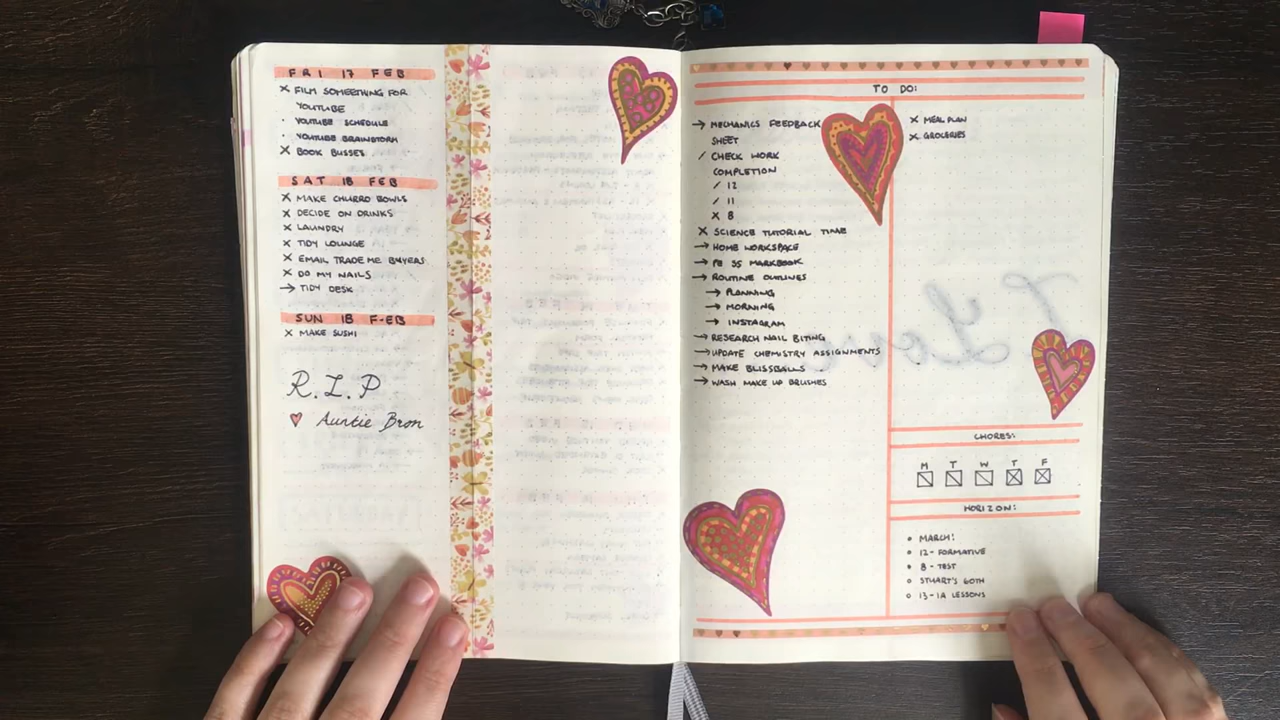 FRI 17 FEB
× FILM SOMETHING FOR
YOUTUBE
· YOUTUBE SCHEDULE
· YOUTUBE BRAINSTORM
× BOOK BUSSES
SAT 18 FEB
× MAKE CHURRO BOWLS
× DECIDE ON DRINKS
× LAUNDRY
× TIDY LOUNGE
× EMAIL TRADE ME BUYERS
× DO MY NAILS
→ TIDY DESK
SUN 18 FEB
× MAKE SUSHI
R.I.P
♥ Auntie Bron
TO DO:
→ MECHANICS FEEDBACK
SHEET
/ CHECK WORK
COMPLETION
/ 12
/ 11
× 8
× SCIENCE TUTORIAL TIME
→ HOME WORKSPACE
→ PB SS MARKBOOK
→ ROUTINE OUTLINES
→ PLANNING
→ MORNING
→ INSTAGRAM
→ RESEARCH NAIL BITING
→ UPDATE CHEMISTRY ASSIGNMENTS
→ MAKE BLISSBALLS
→ WASH MAKE UP BRUSHES
× MEAL PLAN
× GROCERIES
I Love
CHORES:
M T W T F
HORIZON:
○ MARCH!
○ 12 - FORMATIVE
• 8 - TEST
○ STUART'S 60TH
○ 13 - 1A LESSONS